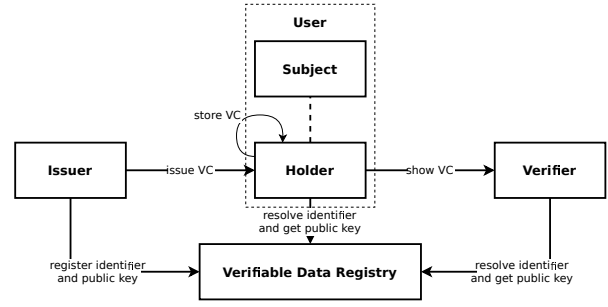 User
Subject
store VC
Issuer
issue VC
Holder
show VC
Verifier
resolve identifier
and get public key
register identifier
and public key
Verifiable Data Registry
resolve identifier
and get public key